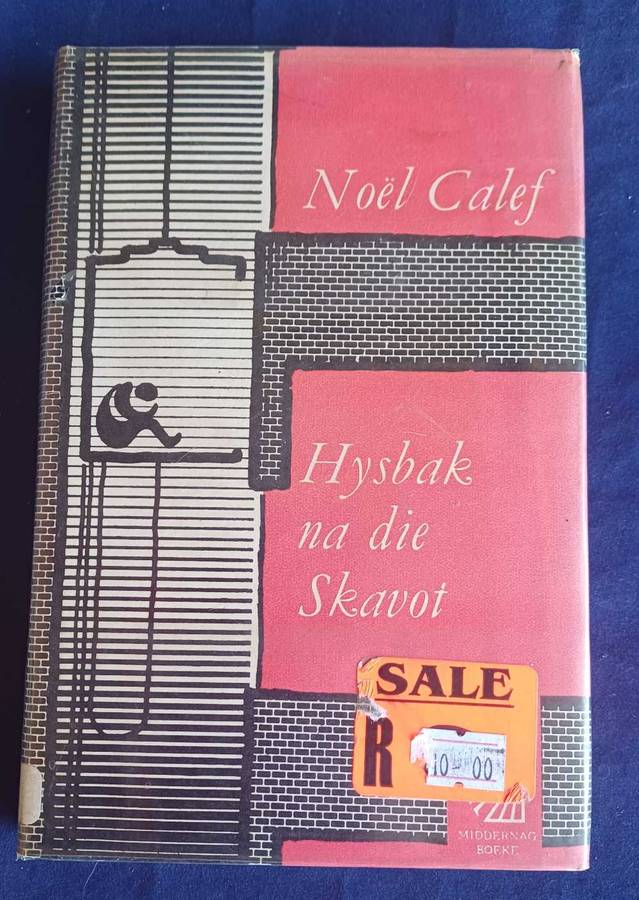 Noël Calef
Hysbak
na die
Skavot
SALE
R
10-00
MIDDERNAG
BOEKE